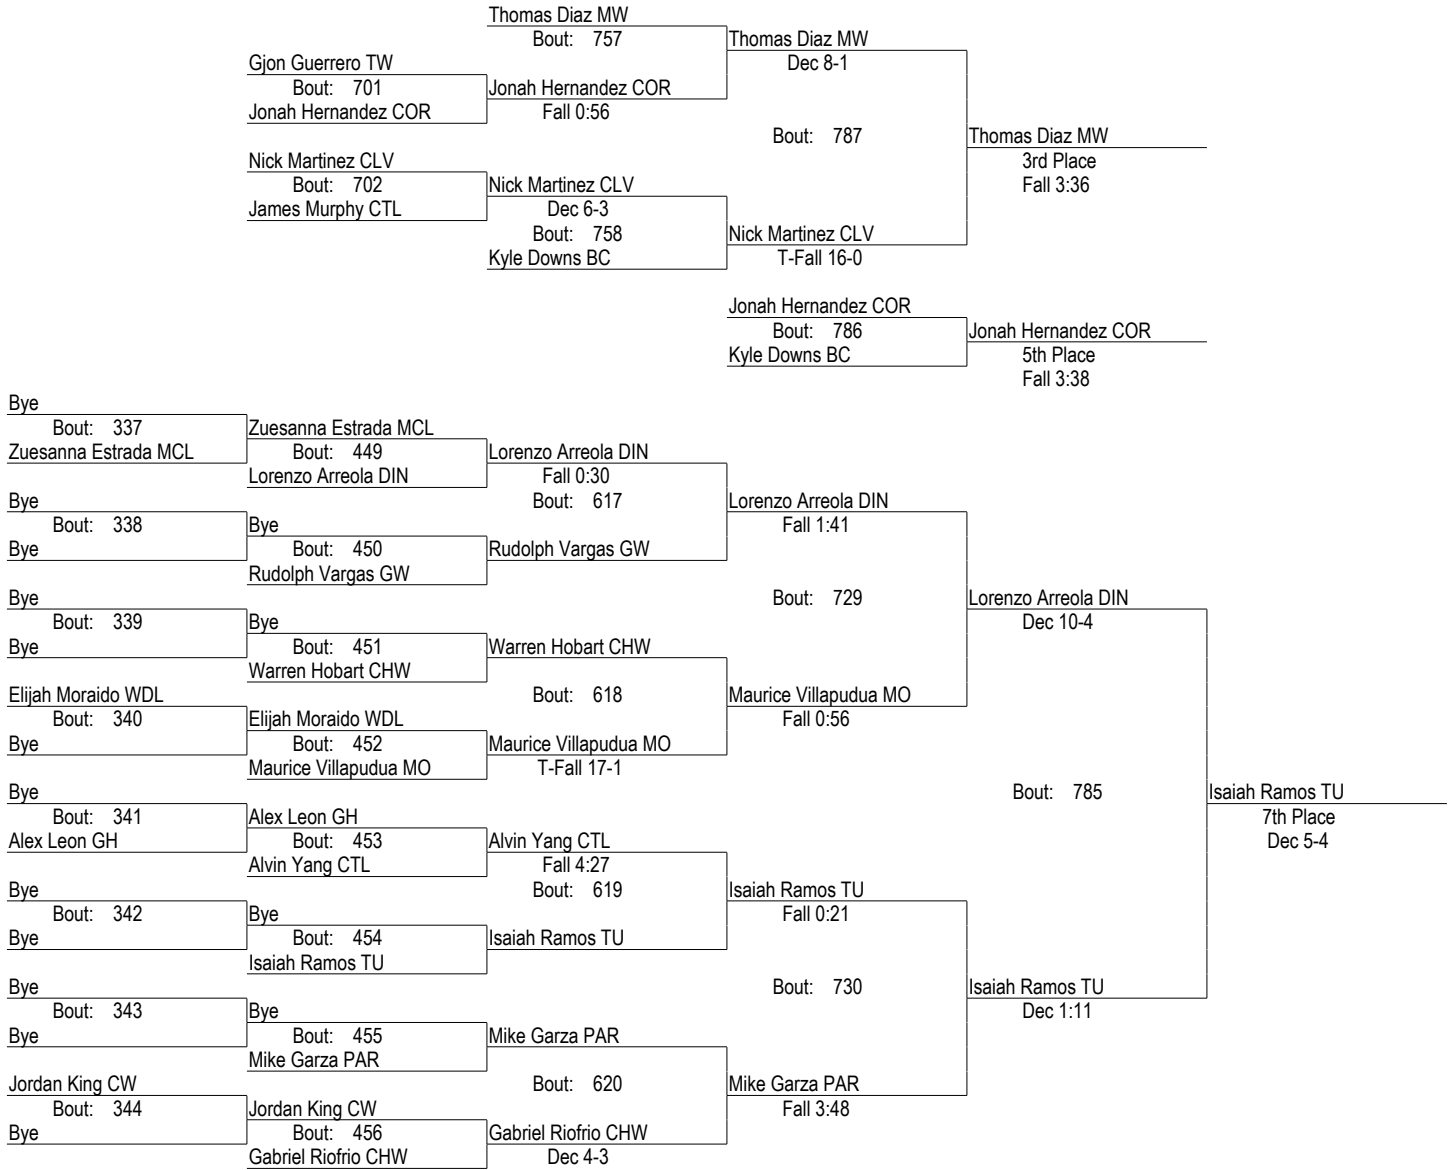 Thomas Diaz MW
Bout: 757
Thomas Diaz MW
Gjon Guerrero TW
Dec 8-1
Bout: 701
Jonah Hernandez COR
Jonah Hernandez COR
Fall 0:56
Bout: 787
Thomas Diaz MW
Nick Martinez CLV
3rd Place
Bout: 702
Nick Martinez CLV
Fall 3:36
James Murphy CTL
Dec 6-3
Bout: 758
Nick Martinez CLV
Kyle Downs BC
T-Fall 16-0
Jonah Hernandez COR
Bout: 786
Jonah Hernandez COR
Kyle Downs BC
5th Place
Fall 3:38
Bye
Bout: 337
Zuesanna Estrada MCL
Zuesanna Estrada MCL
Bout: 449
Lorenzo Arreola DIN
Lorenzo Arreola DIN
Fall 0:30
Bye
Bout: 617
Lorenzo Arreola DIN
Bout: 338
Bye
Fall 1:41
Bye
Bout: 450
Rudolph Vargas GW
Rudolph Vargas GW
Bye
Bout: 729
Lorenzo Arreola DIN
Bout: 339
Bye
Dec 10-4
Bye
Bout: 451
Warren Hobart CHW
Warren Hobart CHW
Elijah Moraido WDL
Bout: 618
Maurice Villapudua MO
Bout: 340
Elijah Moraido WDL
Fall 0:56
Bye
Bout: 452
Maurice Villapudua MO
Maurice Villapudua MO
T-Fall 17-1
Bye
Bout: 785
Isaiah Ramos TU
Bout: 341
Alex Leon GH
7th Place
Alex Leon GH
Bout: 453
Alvin Yang CTL
Dec 5-4
Alvin Yang CTL
Fall 4:27
Bye
Bout: 619
Isaiah Ramos TU
Bout: 342
Bye
Fall 0:21
Bye
Bout: 454
Isaiah Ramos TU
Isaiah Ramos TU
Bye
Bout: 730
Isaiah Ramos TU
Bout: 343
Bye
Dec 1:11
Bye
Bout: 455
Mike Garza PAR
Mike Garza PAR
Jordan King CW
Bout: 620
Mike Garza PAR
Bout: 344
Jordan King CW
Fall 3:48
Bye
Bout: 456
Gabriel Riofrio CHW
Gabriel Riofrio CHW
Dec 4-3